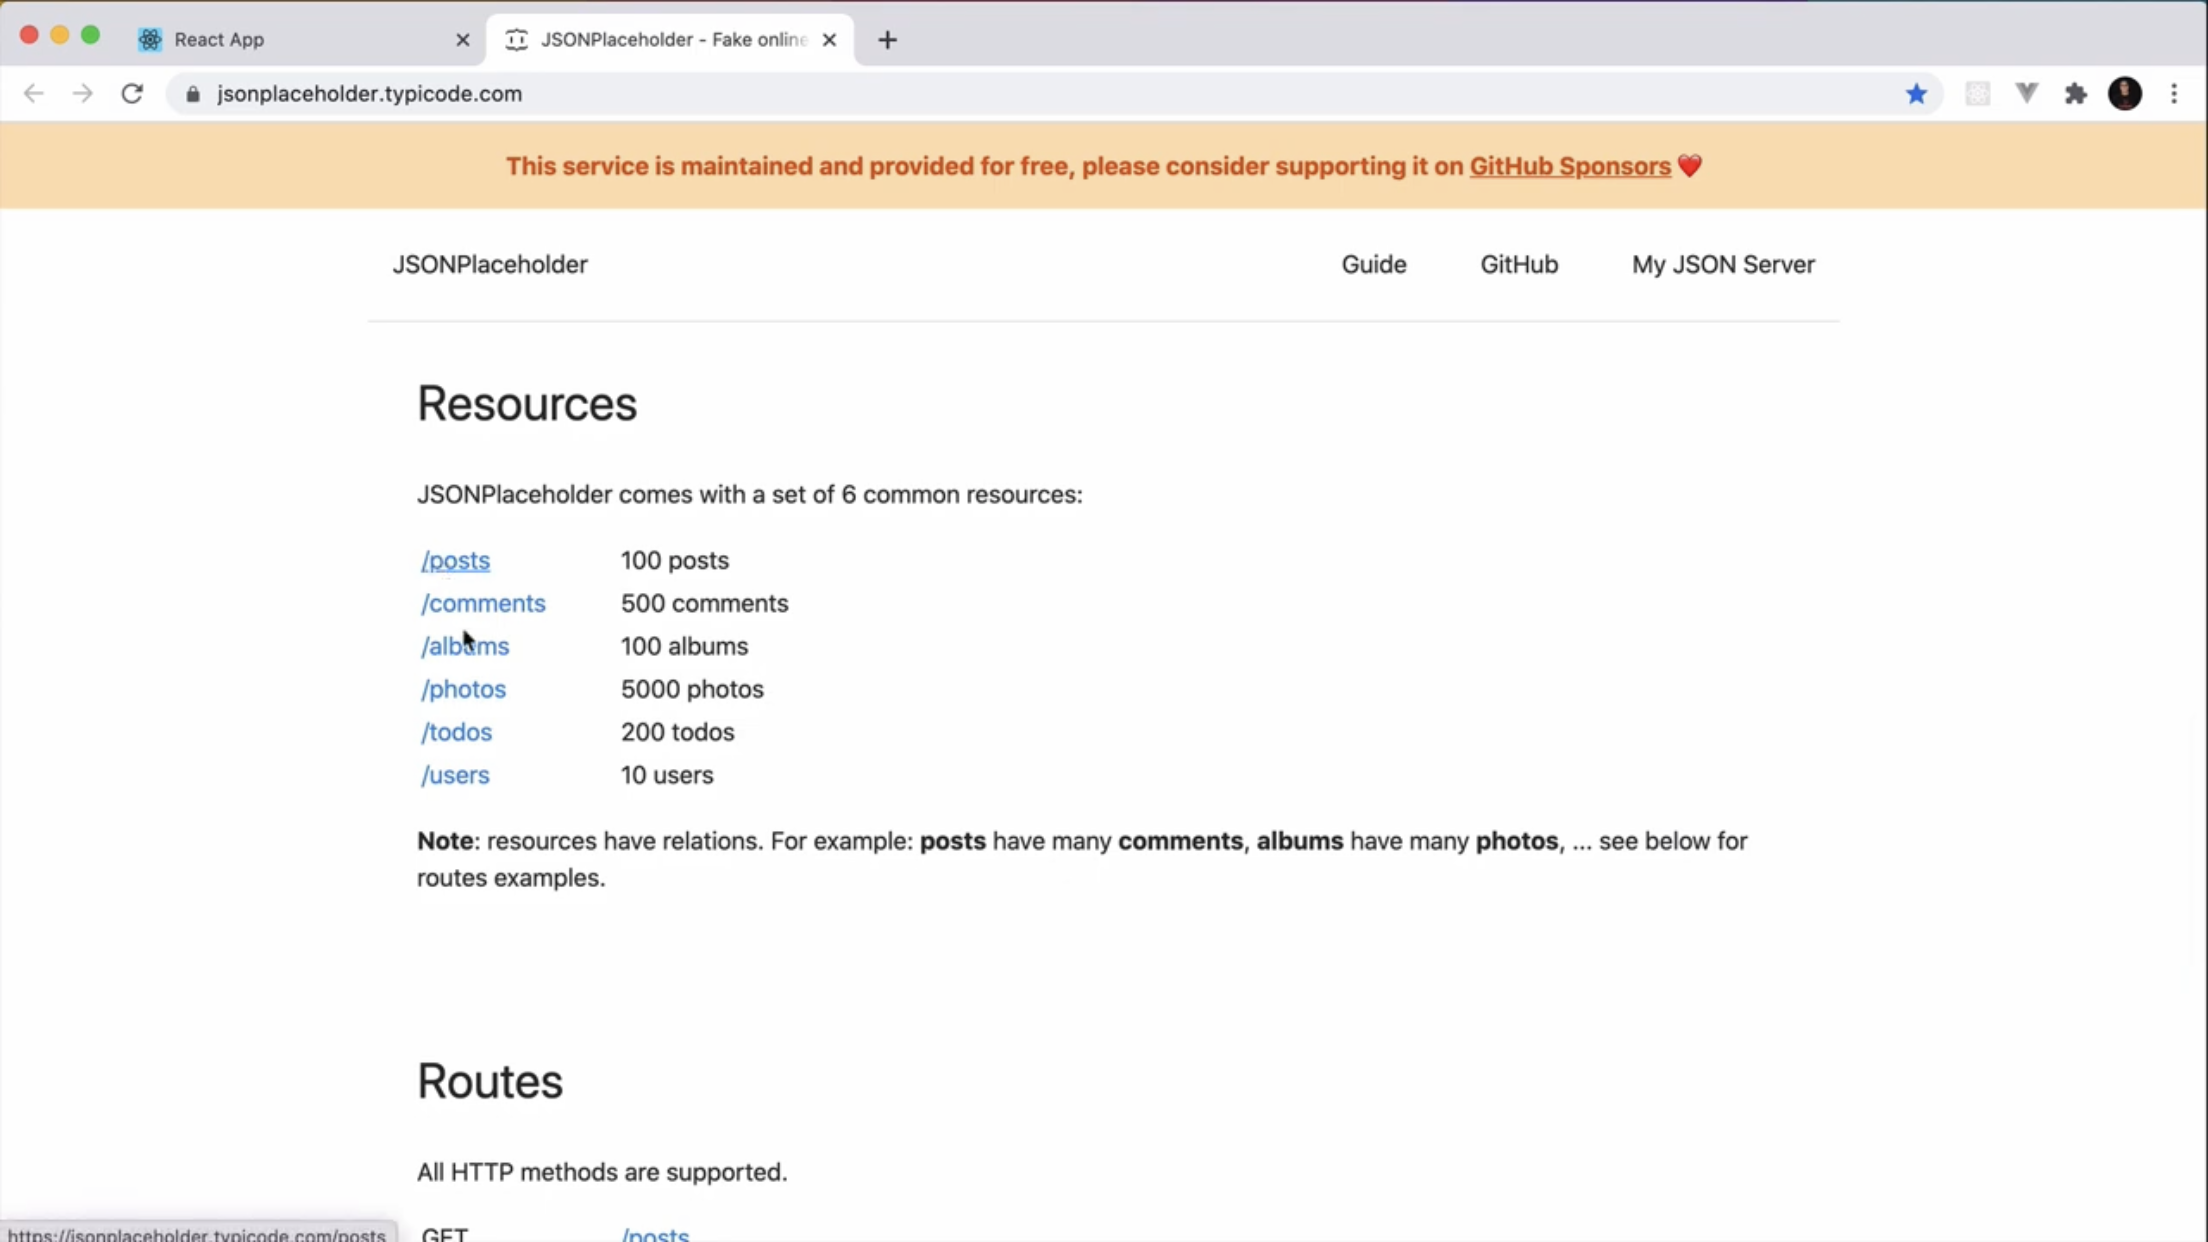 React App
JSONPlaceholder - Fake online
jsonplaceholder.typicode.com
This service is maintained and provided for free, please consider supporting it on GitHub Sponsors ❤️
JSONPlaceholder Guide GitHub My JSON Server
Resources
JSONPlaceholder comes with a set of 6 common resources:
/posts 100 posts
/comments 500 comments
/albums 100 albums
/photos 5000 photos
/todos 200 todos
/users 10 users
Note: resources have relations. For example: posts have many comments, albums have many photos, ... see below for
routes examples.
Routes
All HTTP methods are supported.
GET /posts
https://jsonplaceholder.typicode.com/posts